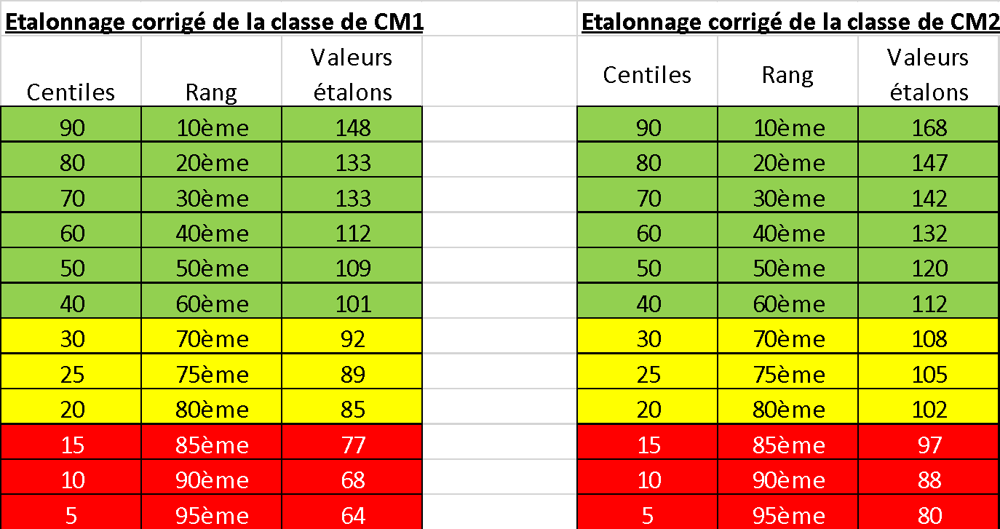 Etalonnage corrigé de la classe de CM1 Etalonnage corrigé de la classe de CM2
Centiles Rang Valeurs étalons Centiles Rang Valeurs étalons
90 10ème 148 90 10ème 168
80 20ème 133 80 20ème 147
70 30ème 133 70 30ème 142
60 40ème 112 60 40ème 132
50 50ème 109 50 50ème 120
40 60ème 101 40 60ème 112
30 70ème 92 30 70ème 108
25 75ème 89 25 75ème 105
20 80ème 85 20 80ème 102
15 85ème 77 15 85ème 97
10 90ème 68 10 90ème 88
5 95ème 64 5 95ème 80